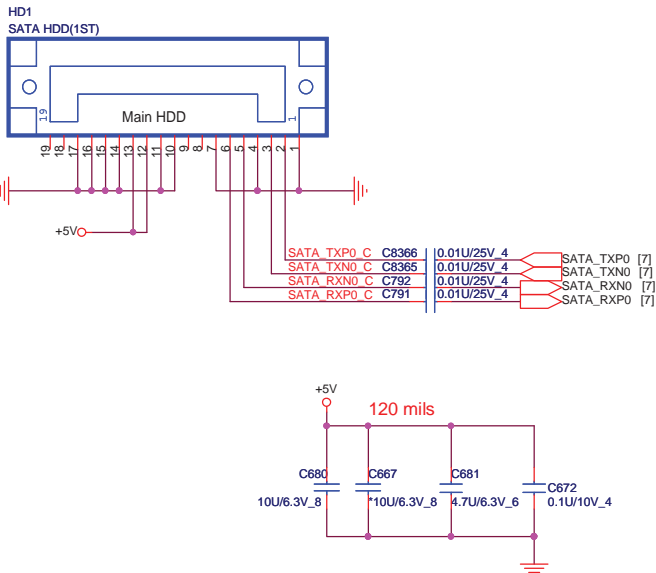 HD1
SATA HDD(1ST)
19
Main HDD
1
19 18 17 16 15 14 13 12 11 10 9 8 7 6 5 4 3 2 1
+5V
SATA_TXP0_C C8366 0.01U/25V_4 SATA_TXP0 [7]
SATA_TXN0_C C8365 0.01U/25V_4 SATA_TXN0 [7]
SATA_RXN0_C C792 0.01U/25V_4 SATA_RXN0 [7]
SATA_RXP0_C C791 0.01U/25V_4 SATA_RXP0 [7]
+5V
120 mils
C680 C667 C681 C672
10U/6.3V_8 *10U/6.3V_8 4.7U/6.3V_6 0.1U/10V_4